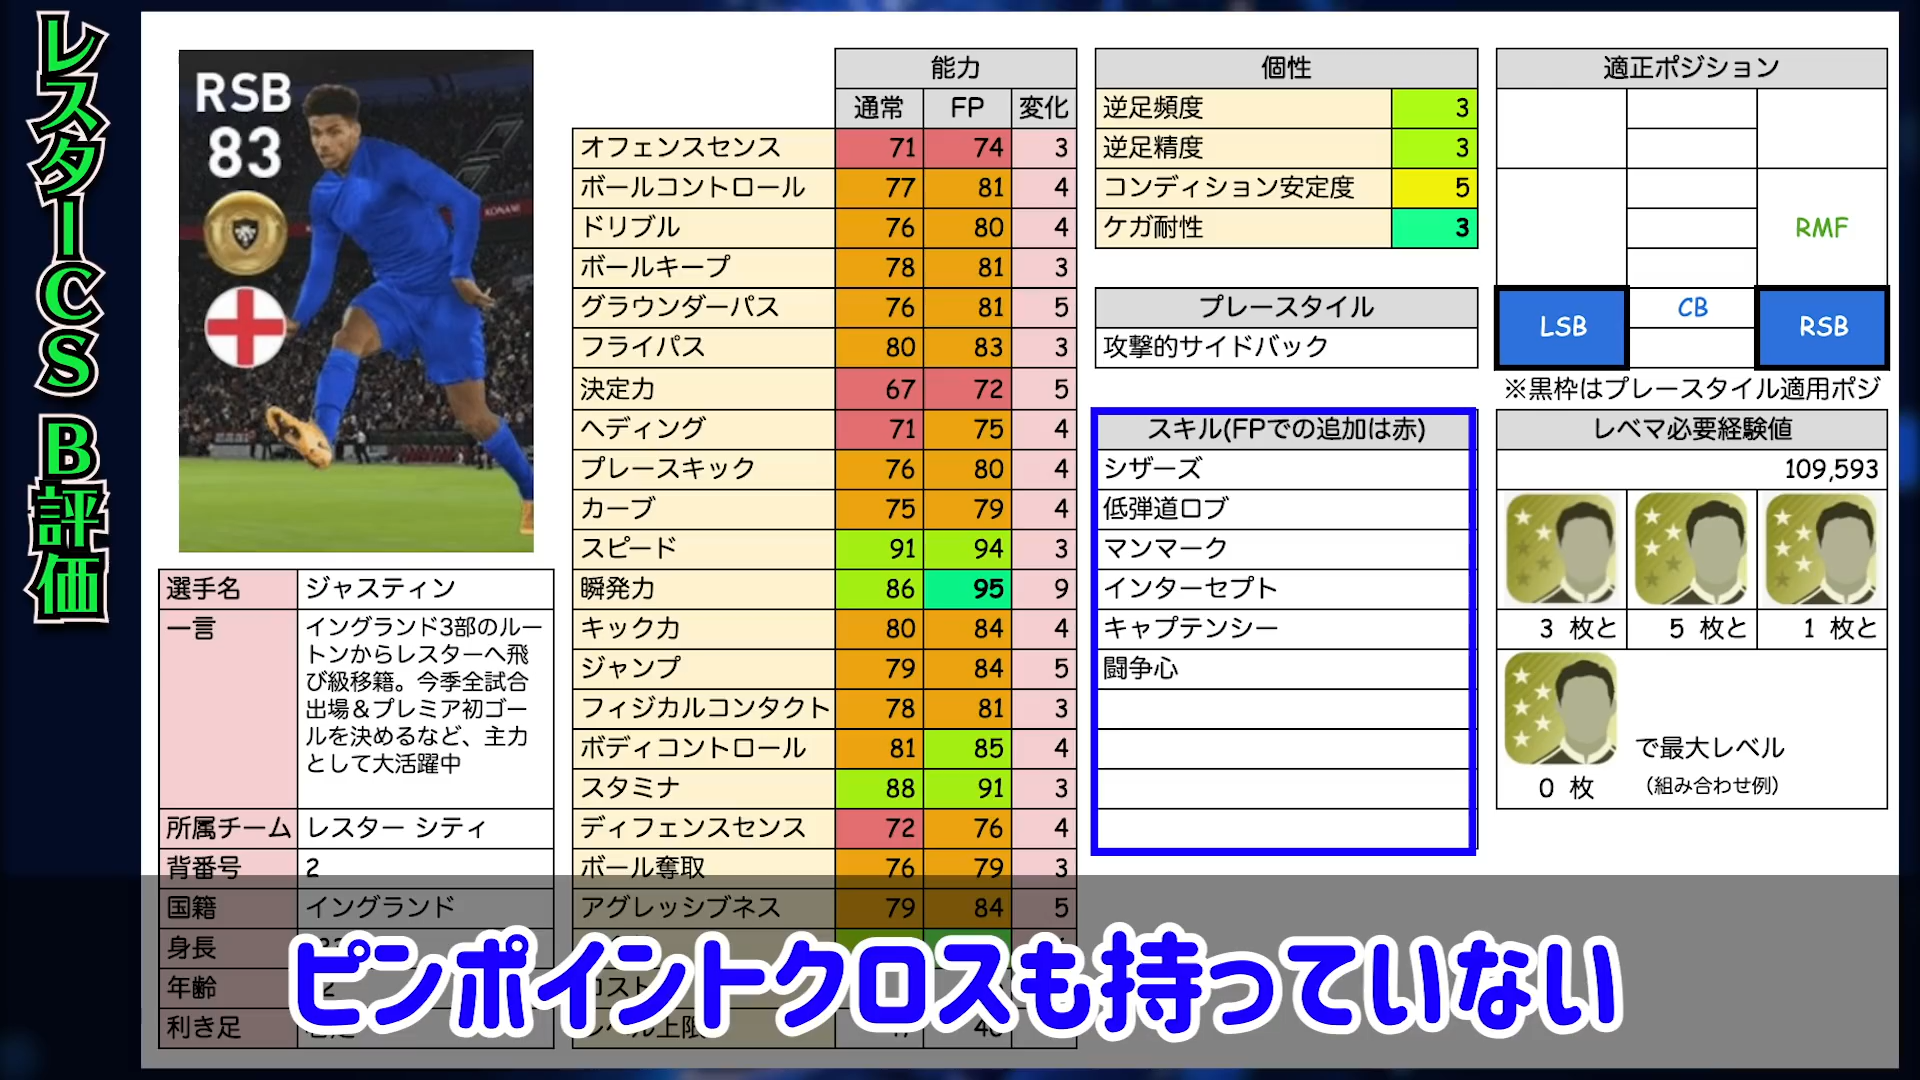 レスターCS B評価
RSB
83
KONAMI
選手名 ジャスティン
一言 イングランド3部のルー
トンからレスターへ飛
び級移籍。今季全試合
出場＆プレミア初ゴー
ルを決めるなど、主力
として大活躍中
所属チーム レスター シティ
背番号 2
国籍 イングランド
身長
年齢
利き足
能力
通常 FP 変化
オフェンスセンス 71 74 3
ボールコントロール 77 81 4
ドリブル 76 80 4
ボールキープ 78 81 3
グラウンダーパス 76 81 5
フライパス 80 83 3
決定力 67 72 5
ヘディング 71 75 4
プレースキック 76 80 4
カーブ 75 79 4
スピード 91 94 3
瞬発力 86 95 9
キック力 80 84 4
ジャンプ 79 84 5
フィジカルコンタクト 78 81 3
ボディコントロール 81 85 4
スタミナ 88 91 3
ディフェンスセンス 72 76 4
ボール奪取 76 79 3
アグレッシブネス 79 84 5
個性
逆足頻度 3
逆足精度 3
コンディション安定度 5
ケガ耐性 3
プレースタイル
攻撃的サイドバック
スキル(FPでの追加は赤)
シザーズ
低弾道ロブ
マンマーク
インターセプト
キャプテンシー
闘争心
適正ポジション
RMF
LSB CB RSB
※黒枠はプレースタイル適用ポジ
レベマ必要経験値
109,593
3 枚と 5 枚と 1 枚と
で最大レベル
0 枚 (組み合わせ例)
ピンポイントクロスも持っていない